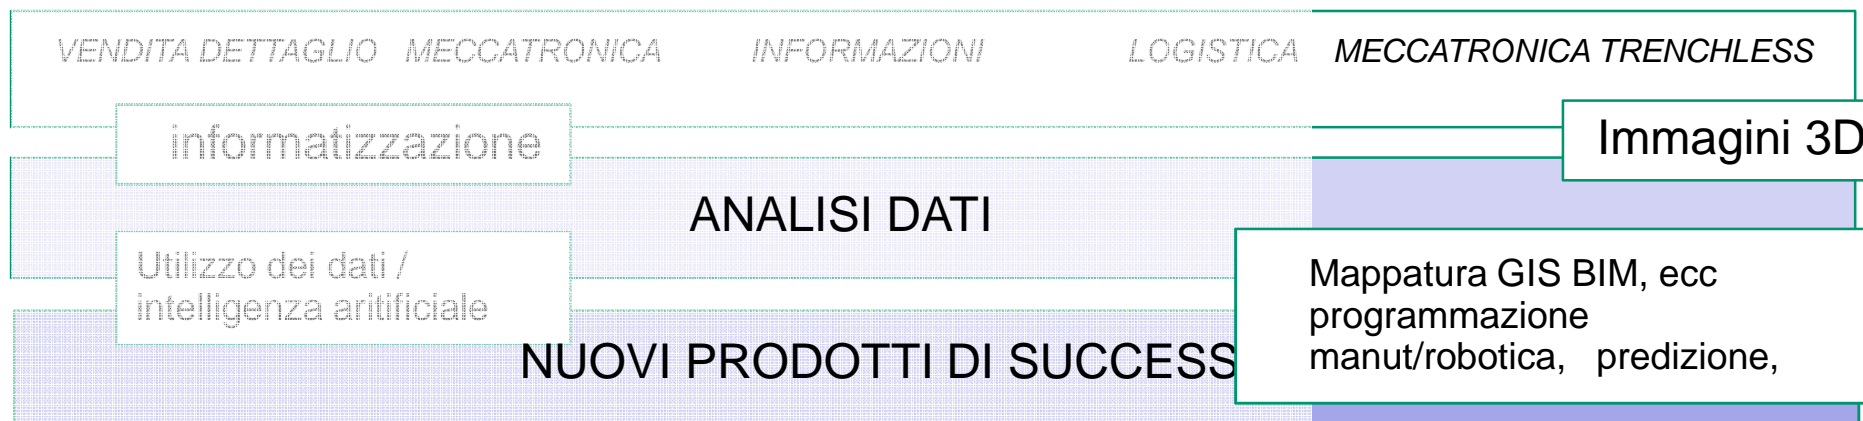 VENDITA DETTAGLIO MECCATRONICA INFORMAZIONI LOGISTICA MECCATRONICA TRENCHLESS
informatizzazione
Immagini 3D
ANALISI DATI
Utilizzo dei dati /
intelligenza aritificiale
Mappatura GIS BIM, ecc
programmazione
manut/robotica, predizione,
NUOVI PRODOTTI DI SUCCESS